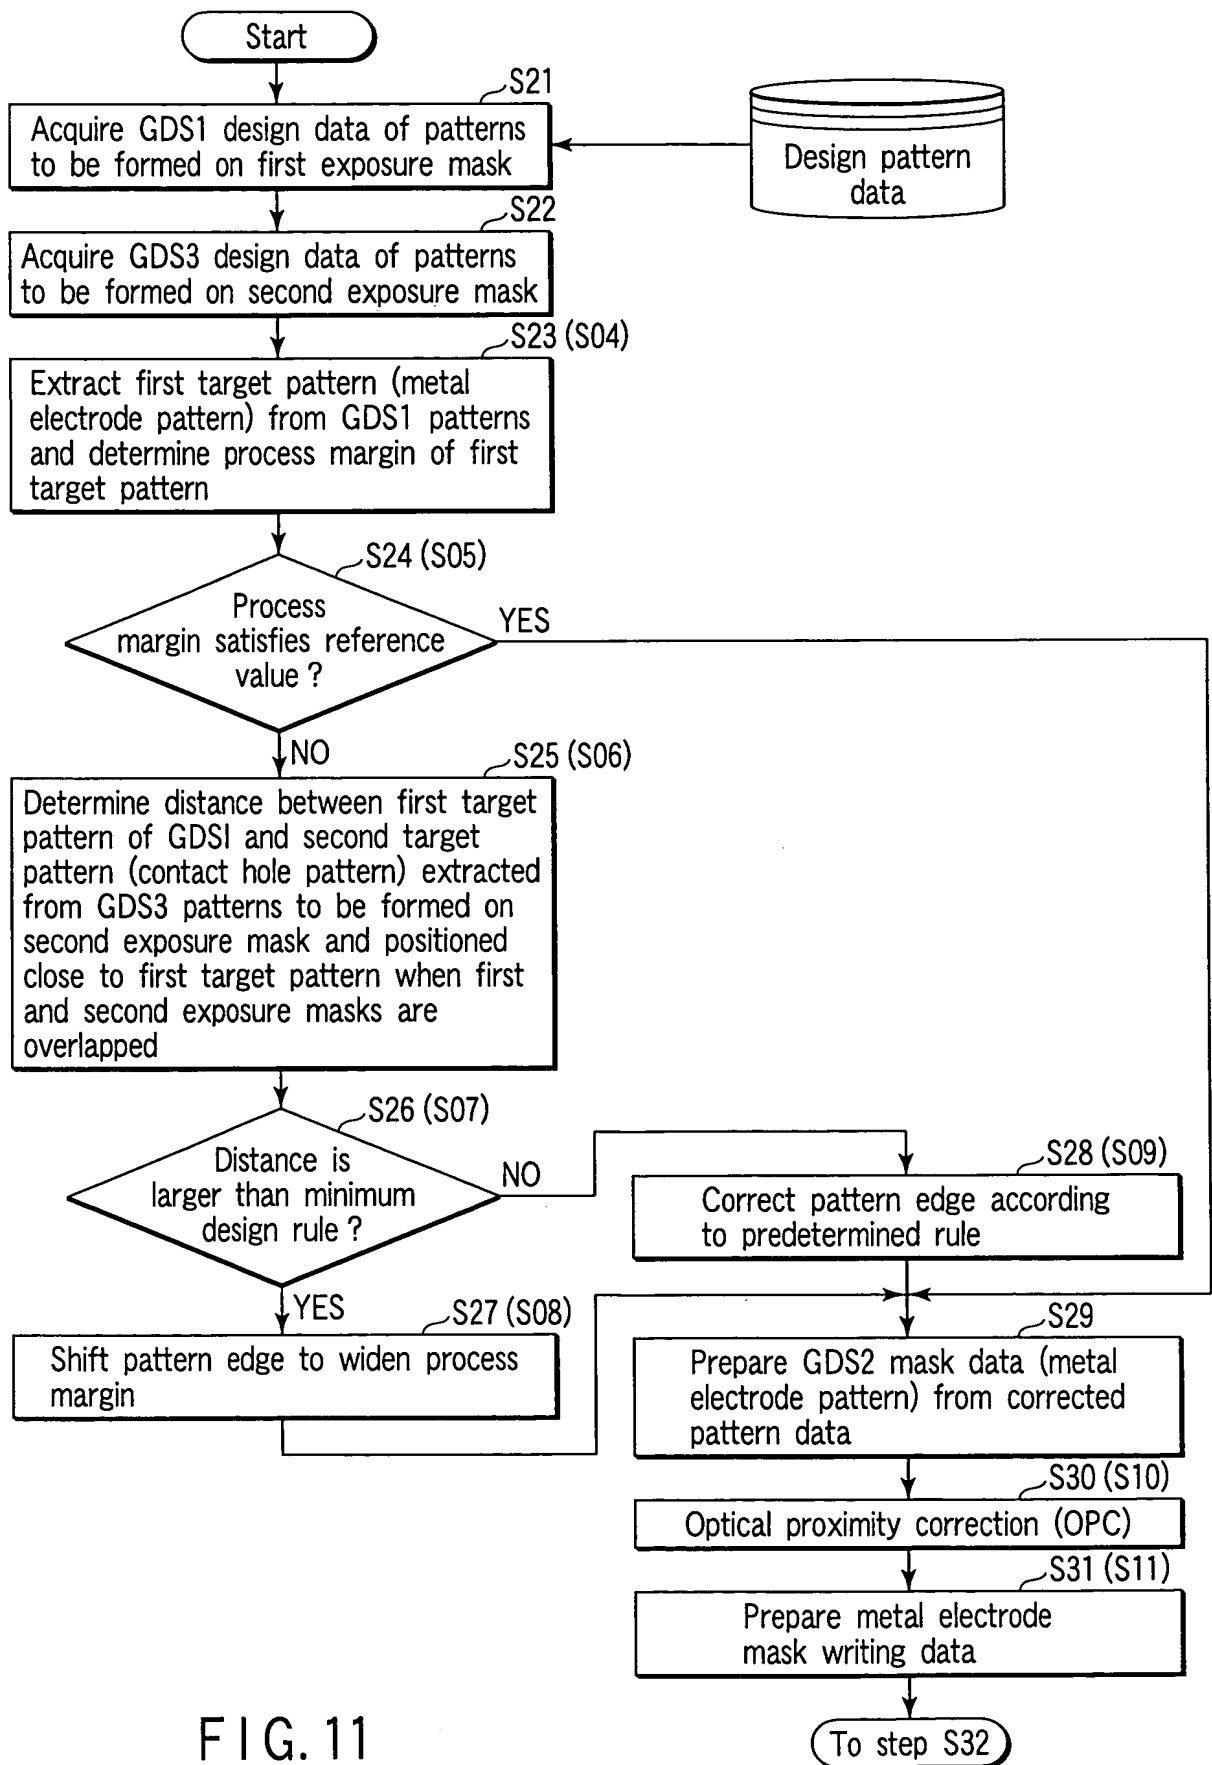 Start
S21
Acquire GDS1 design data of patterns
to be formed on first exposure mask
Design pattern
data
S22
Acquire GDS3 design data of patterns
to be formed on second exposure mask
S23 (S04)
Extract first target pattern (metal
electrode pattern) from GDS1 patterns
and determine process margin of first
target pattern
S24 (S05)
Process
margin satisfies reference
value ?
YES
NO
S25 (S06)
Determine distance between first target
pattern of GDSI and second target
pattern (contact hole pattern) extracted
from GDS3 patterns to be formed on
second exposure mask and positioned
close to first target pattern when first
and second exposure masks are
overlapped
S26 (S07)
Distance is
larger than minimum
design rule ?
NO
YES
S28 (S09)
Correct pattern edge according
to predetermined rule
S27 (S08)
Shift pattern edge to widen process
margin
S29
Prepare GDS2 mask data (metal
electrode pattern) from corrected
pattern data
S30 (S10)
Optical proximity correction (OPC)
S31 (S11)
Prepare metal electrode
mask writing data
To step S32
FIG. 11